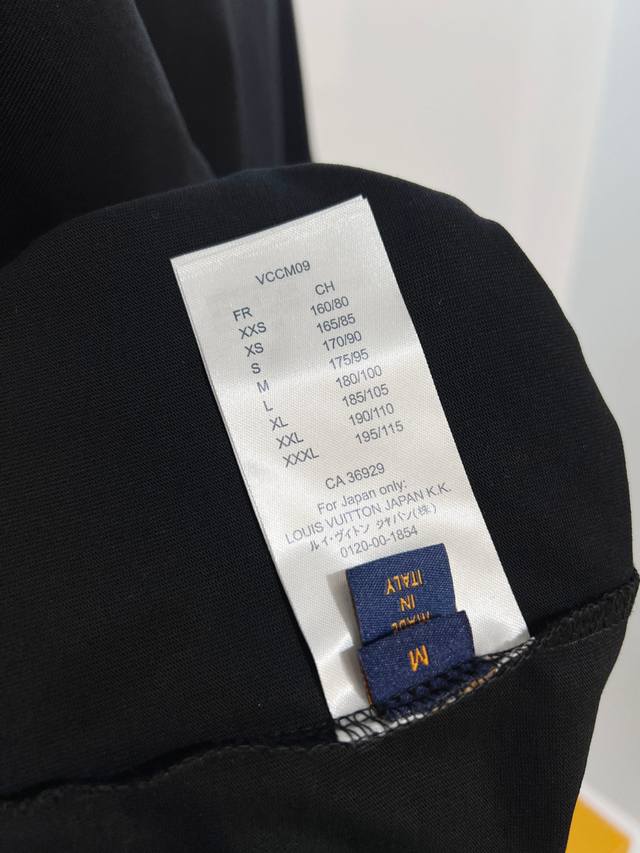 VCCM09
FR CH
XXS 160/80
XS 165/85
S 170/90
M 175/95
L 180/100
XL 185/105
XXL 190/110
XXXL 195/115
CA 36929
For Japan only:
LOUIS VUITTON JAPAN K.K.
ルイ・ヴィトン ジャパン(株)
0120-00-1854
MADE
IN
ITALY
M